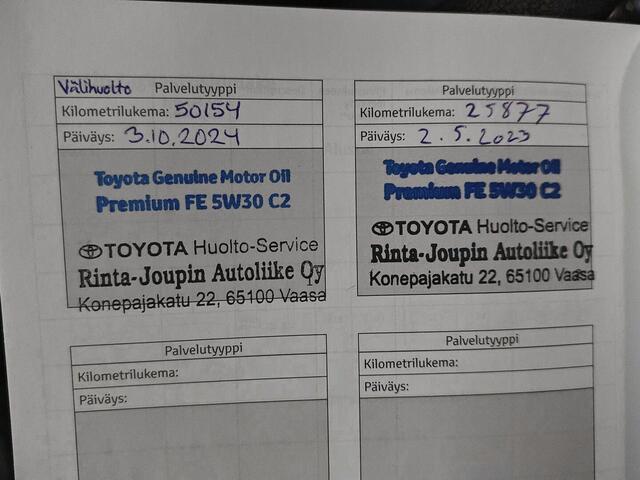 Välihuolto Palvelutyyppi
Kilometrilukema: 50154
Päiväys: 3.10.2024
Toyota Genuine Motor Oil
Premium FE 5W30 C2
TOYOTA Huolto-Service
Rinta-Joupin Autoliike Oy
Konepajakatu 22, 65100 Vaasa
Palvelutyyppi
Kilometrilukema: 25877
Päiväys: 2.5.2023
Toyota Genuine Motor Oil
Premium FE 5W30 C2
TOYOTA Huolto-Service
Rinta-Joupin Autoliike Oy
Konepajakatu 22, 65100 Vaasa
Palvelutyyppi
Kilometrilukema:
Päiväys:
Palvelutyyppi
Kilometrilukema:
Päiväys: